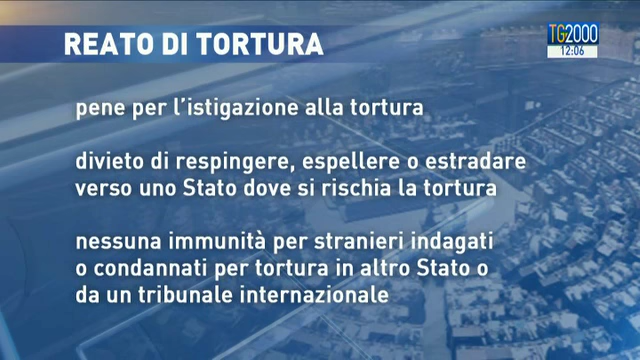 REATO DI TORTURA
TG2000
12:06
pene per l'istigazione alla tortura
divieto di respingere, espellere o estradare
verso uno Stato dove si rischia la tortura
nessuna immunità per stranieri indagati
o condannati per tortura in altro Stato o
da un tribunale internazionale